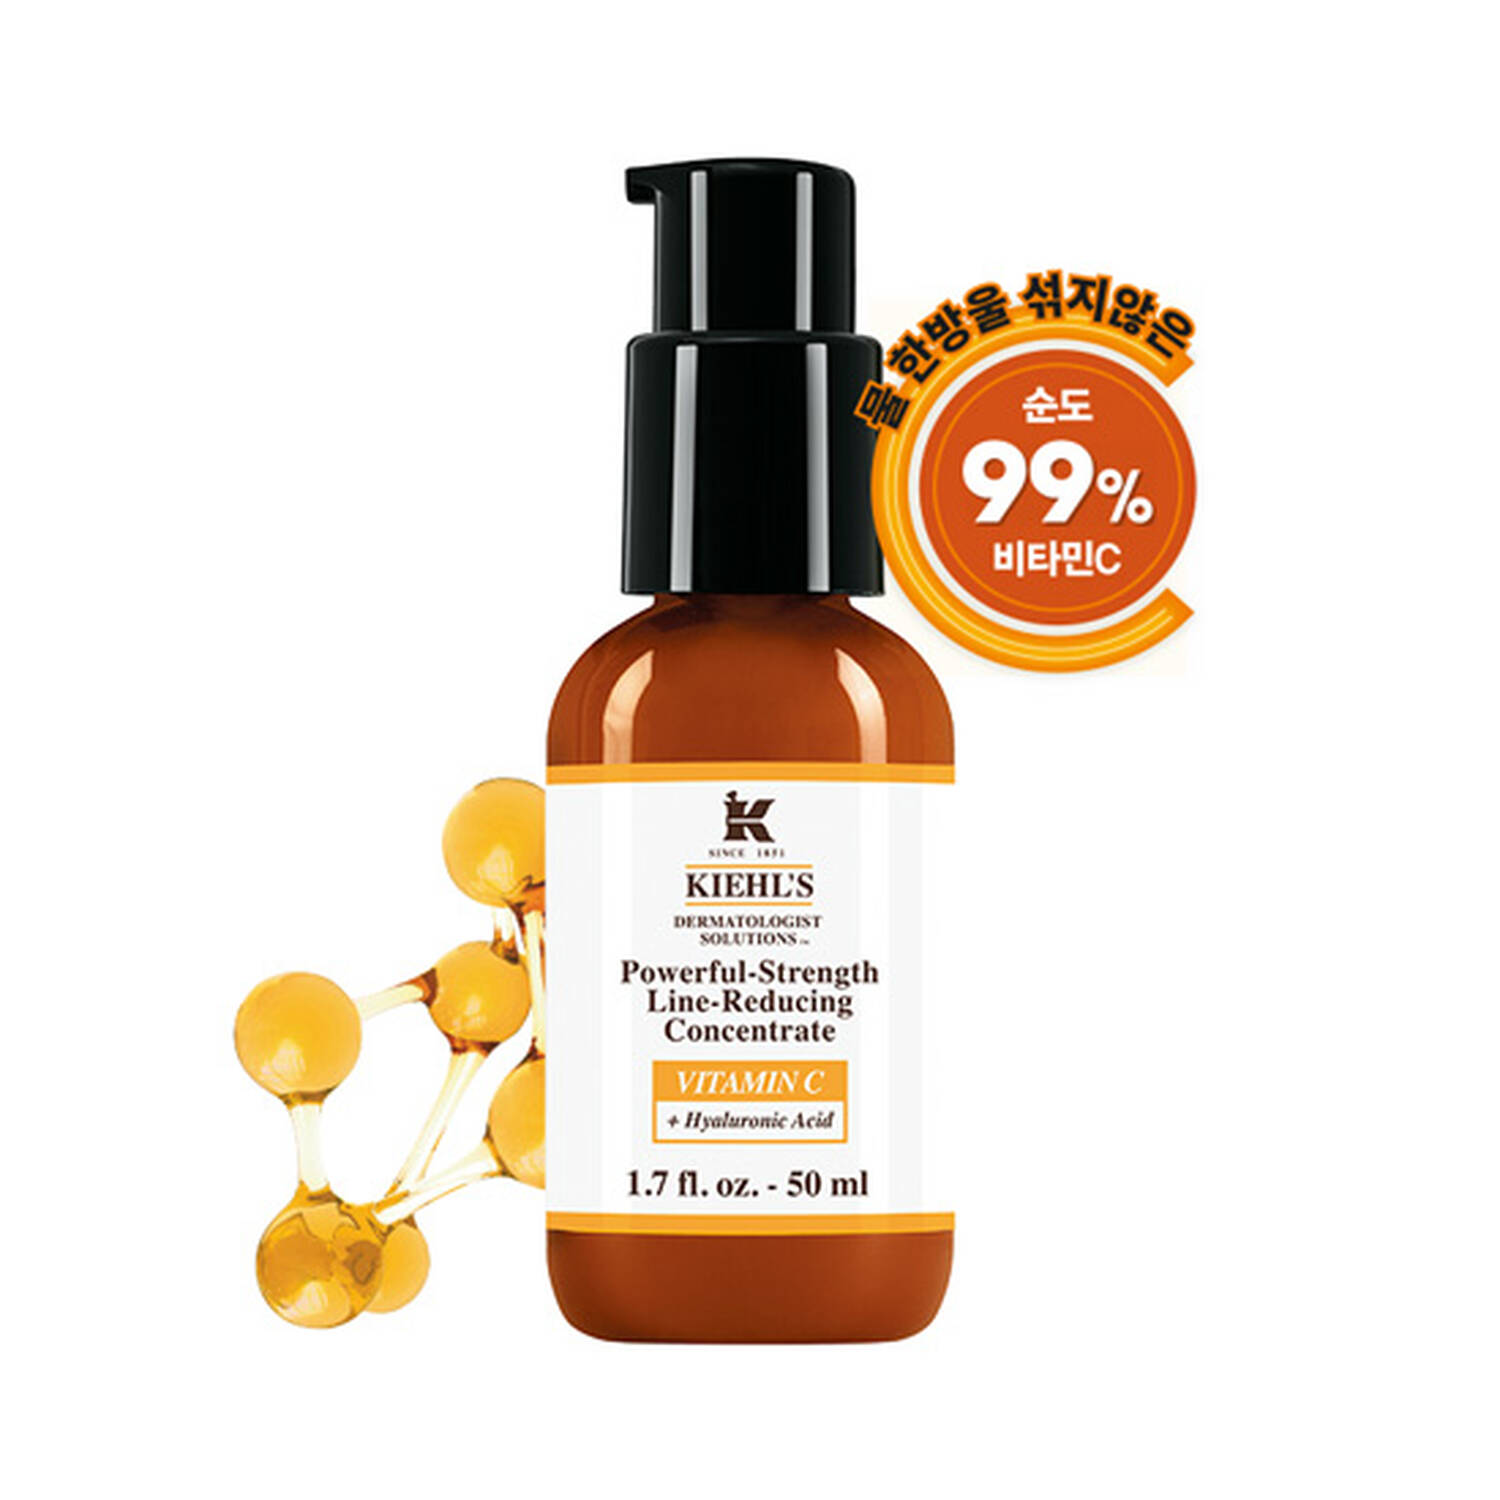 물 한방울 섞지않은
순도
99%
비타민C
K
SINCE 1851
KIEHL'S
DERMATOLOGIST
SOLUTIONS™
Powerful-Strength
Line-Reducing
Concentrate
VITAMIN C
+ Hyaluronic Acid
1.7 fl. oz. - 50 ml